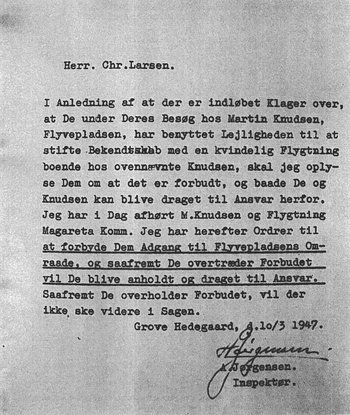 Herr. Chr.Larsen.
I Anledning af at der er indløbet Klager over,
at De under Deres Besøg hos Martin Knudsen,
Flyvepladsen, har benyttet Lejligheden til at
stifte Bekendtskab med en kvindelig Flygtning
boende hos ovennævnte Knudsen, skal jeg oply-
se Dem om at det er forbudt, og baade De og
Knudsen kan blive draget til Ansvar herfor.
Jeg har i Dag afhørt M.Knudsen og Flygtning
Magareta Komm. Jeg har herefter Ordrer til
at forbyde Dem Adgang til Flyvepladsens Om-
raade, og saafremt De overtræder Forbudet
vil De blive anholdt og draget til Ansvar.
Saafremt De overholder Forbudet, vil der
ikke ske videre i Sagen.
Grove Hedegaard, d.10/3 1947.
A.Jørgensen.
Inspektør.